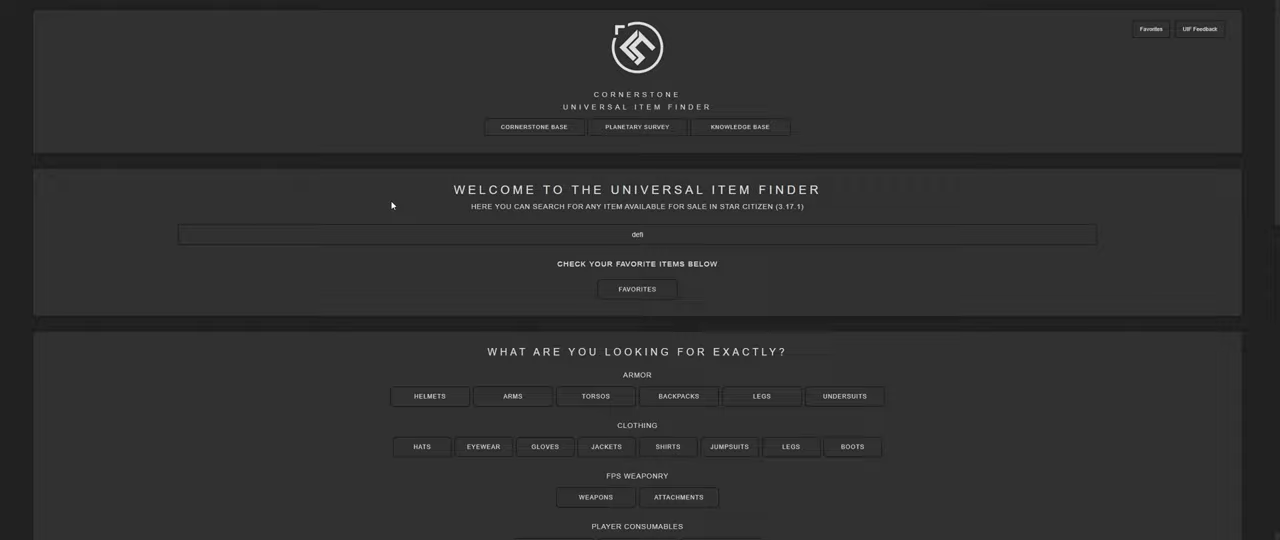 Favorites UIF Feedback
CORNERSTONE
UNIVERSAL ITEM FINDER
CORNERSTONE BASE PLANETARY SURVEY KNOWLEDGE BASE
WELCOME TO THE UNIVERSAL ITEM FINDER
HERE YOU CAN SEARCH FOR ANY ITEM AVAILABLE FOR SALE IN STAR CITIZEN (3.17.1)
defi
CHECK YOUR FAVORITE ITEMS BELOW
FAVORITES
WHAT ARE YOU LOOKING FOR EXACTLY?
ARMOR
HELMETS ARMS TORSOS BACKPACKS LEGS UNDERSUITS
CLOTHING
HATS EYEWEAR GLOVES JACKETS SHIRTS JUMPSUITS LEGS BOOTS
FPS WEAPONRY
WEAPONS ATTACHMENTS
PLAYER CONSUMABLES